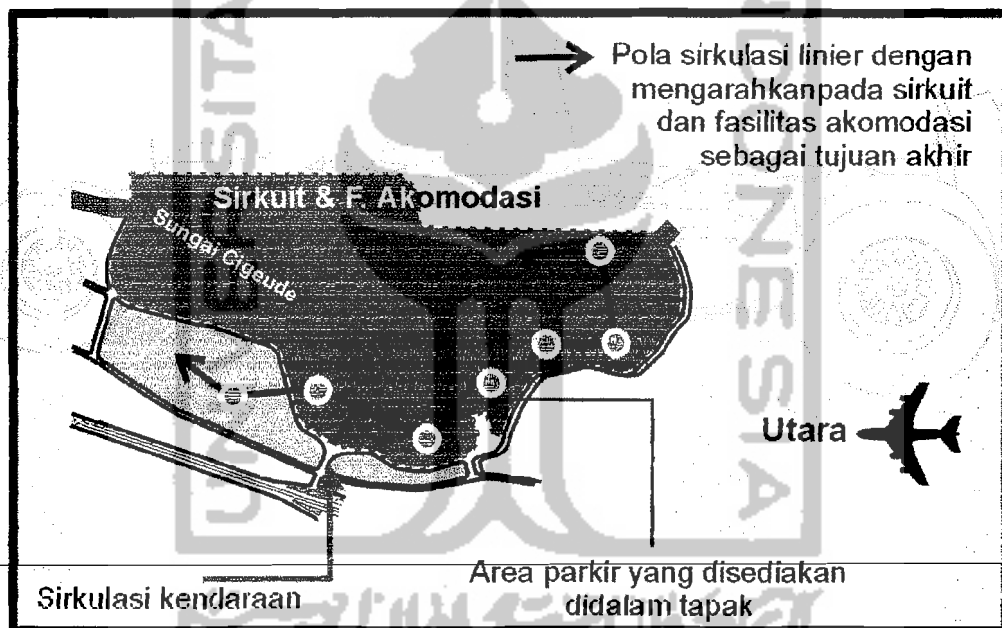 Pola sirkulasi linier dengan
mengarahkanpada sirkuit
dan fasilitas akomodasi
sebagai tujuan akhir
Sirkuit & F. Akomodasi
Sungai Cigeude
Utara
Area parkir yang disediakan
didalam tapak
Sirkulasi kendaraan
INDONESIA